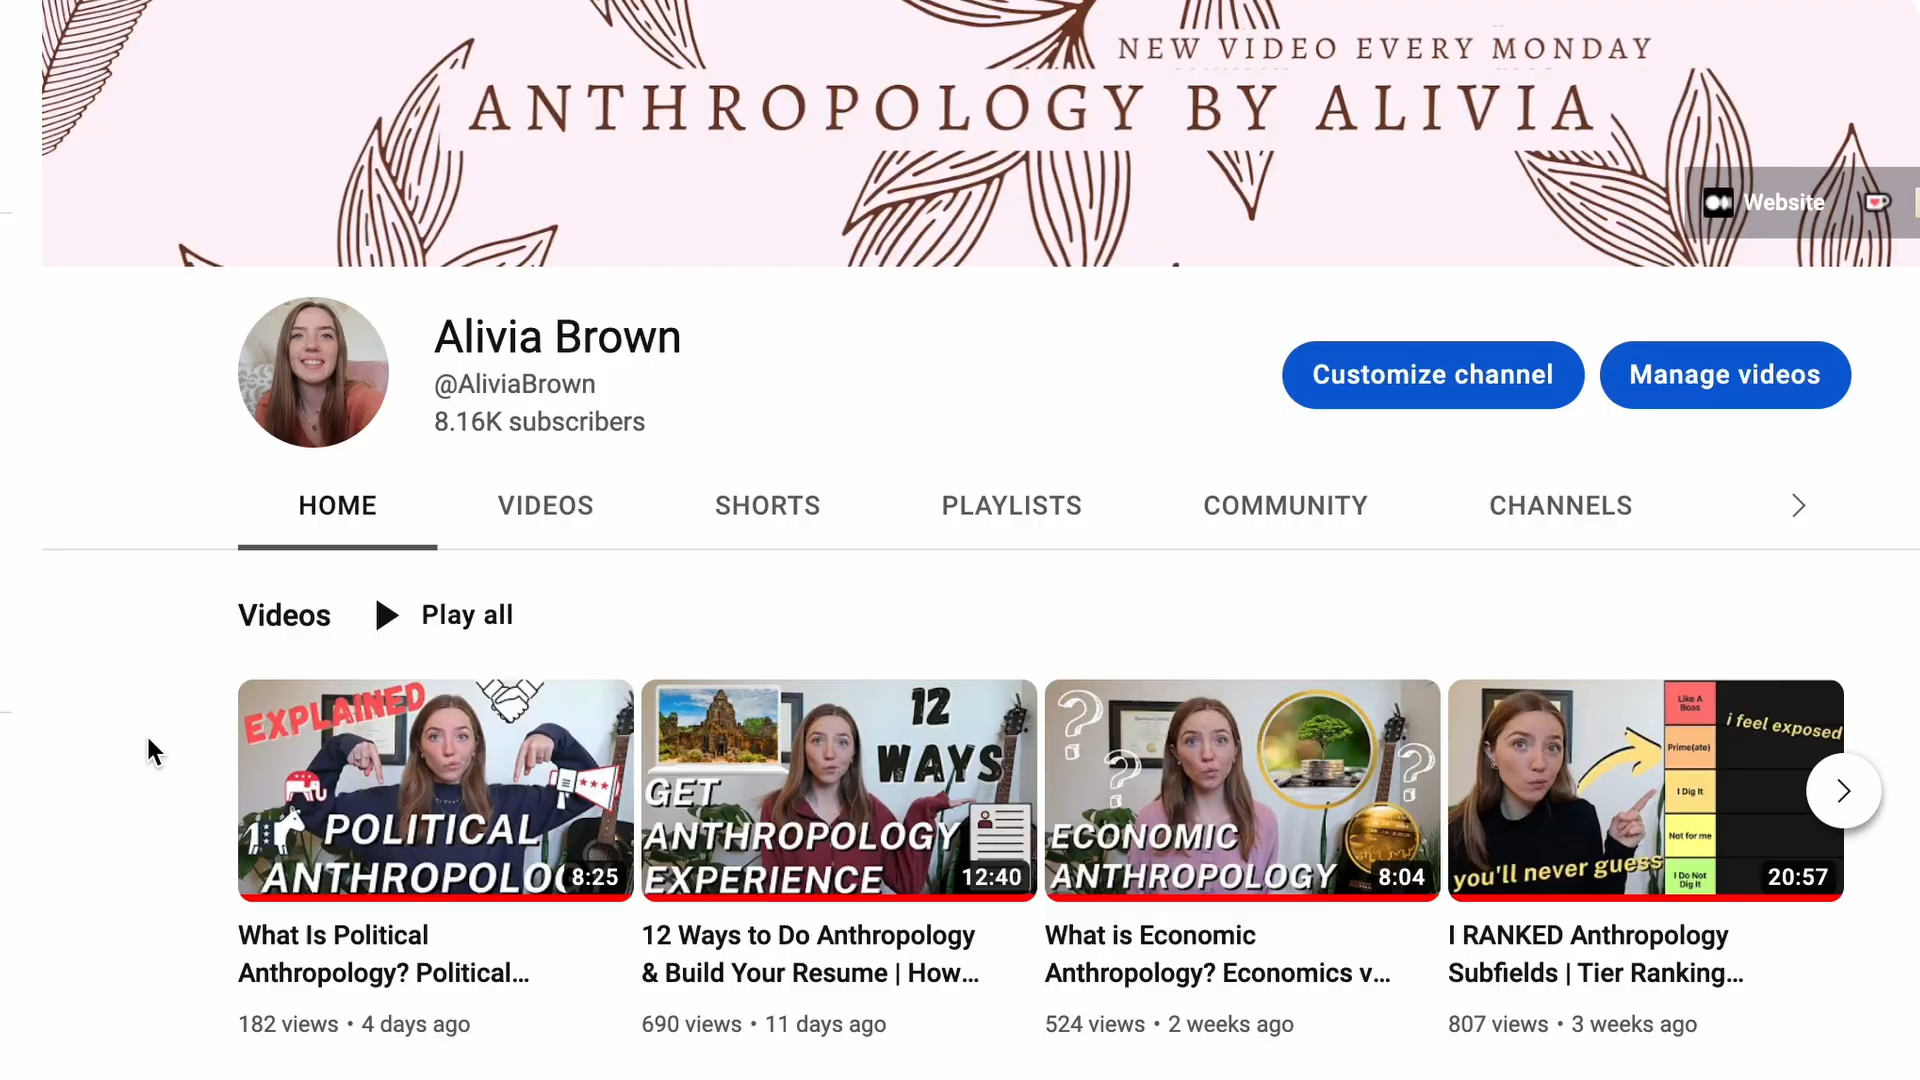 NEW VIDEO EVERY MONDAY
ANTHROPOLOGY BY ALIVIA
Website
Alivia Brown
@AliviaBrown
8.16K subscribers
Customize channel
Manage videos
HOME
VIDEOS
SHORTS
PLAYLISTS
COMMUNITY
CHANNELS
Videos
Play all
EXPLAINED
POLITICAL
ANTHROPOLO
8:25
12
WAYS
GET
ANTHROPOLOGY
EXPERIENCE
12:40
? ? ?
ECONOMIC
ANTHROPOLOGY
8:04
Like A
Boas
Prime(ate)
I Dig It
Not for me
I Do Not
Dig It
i feel exposed
you'll never guess
20:57
What Is Political
Anthropology? Political...
182 views • 4 days ago
12 Ways to Do Anthropology
& Build Your Resume | How...
690 views • 11 days ago
What is Economic
Anthropology? Economics v...
524 views • 2 weeks ago
I RANKED Anthropology
Subfields | Tier Ranking...
807 views • 3 weeks ago